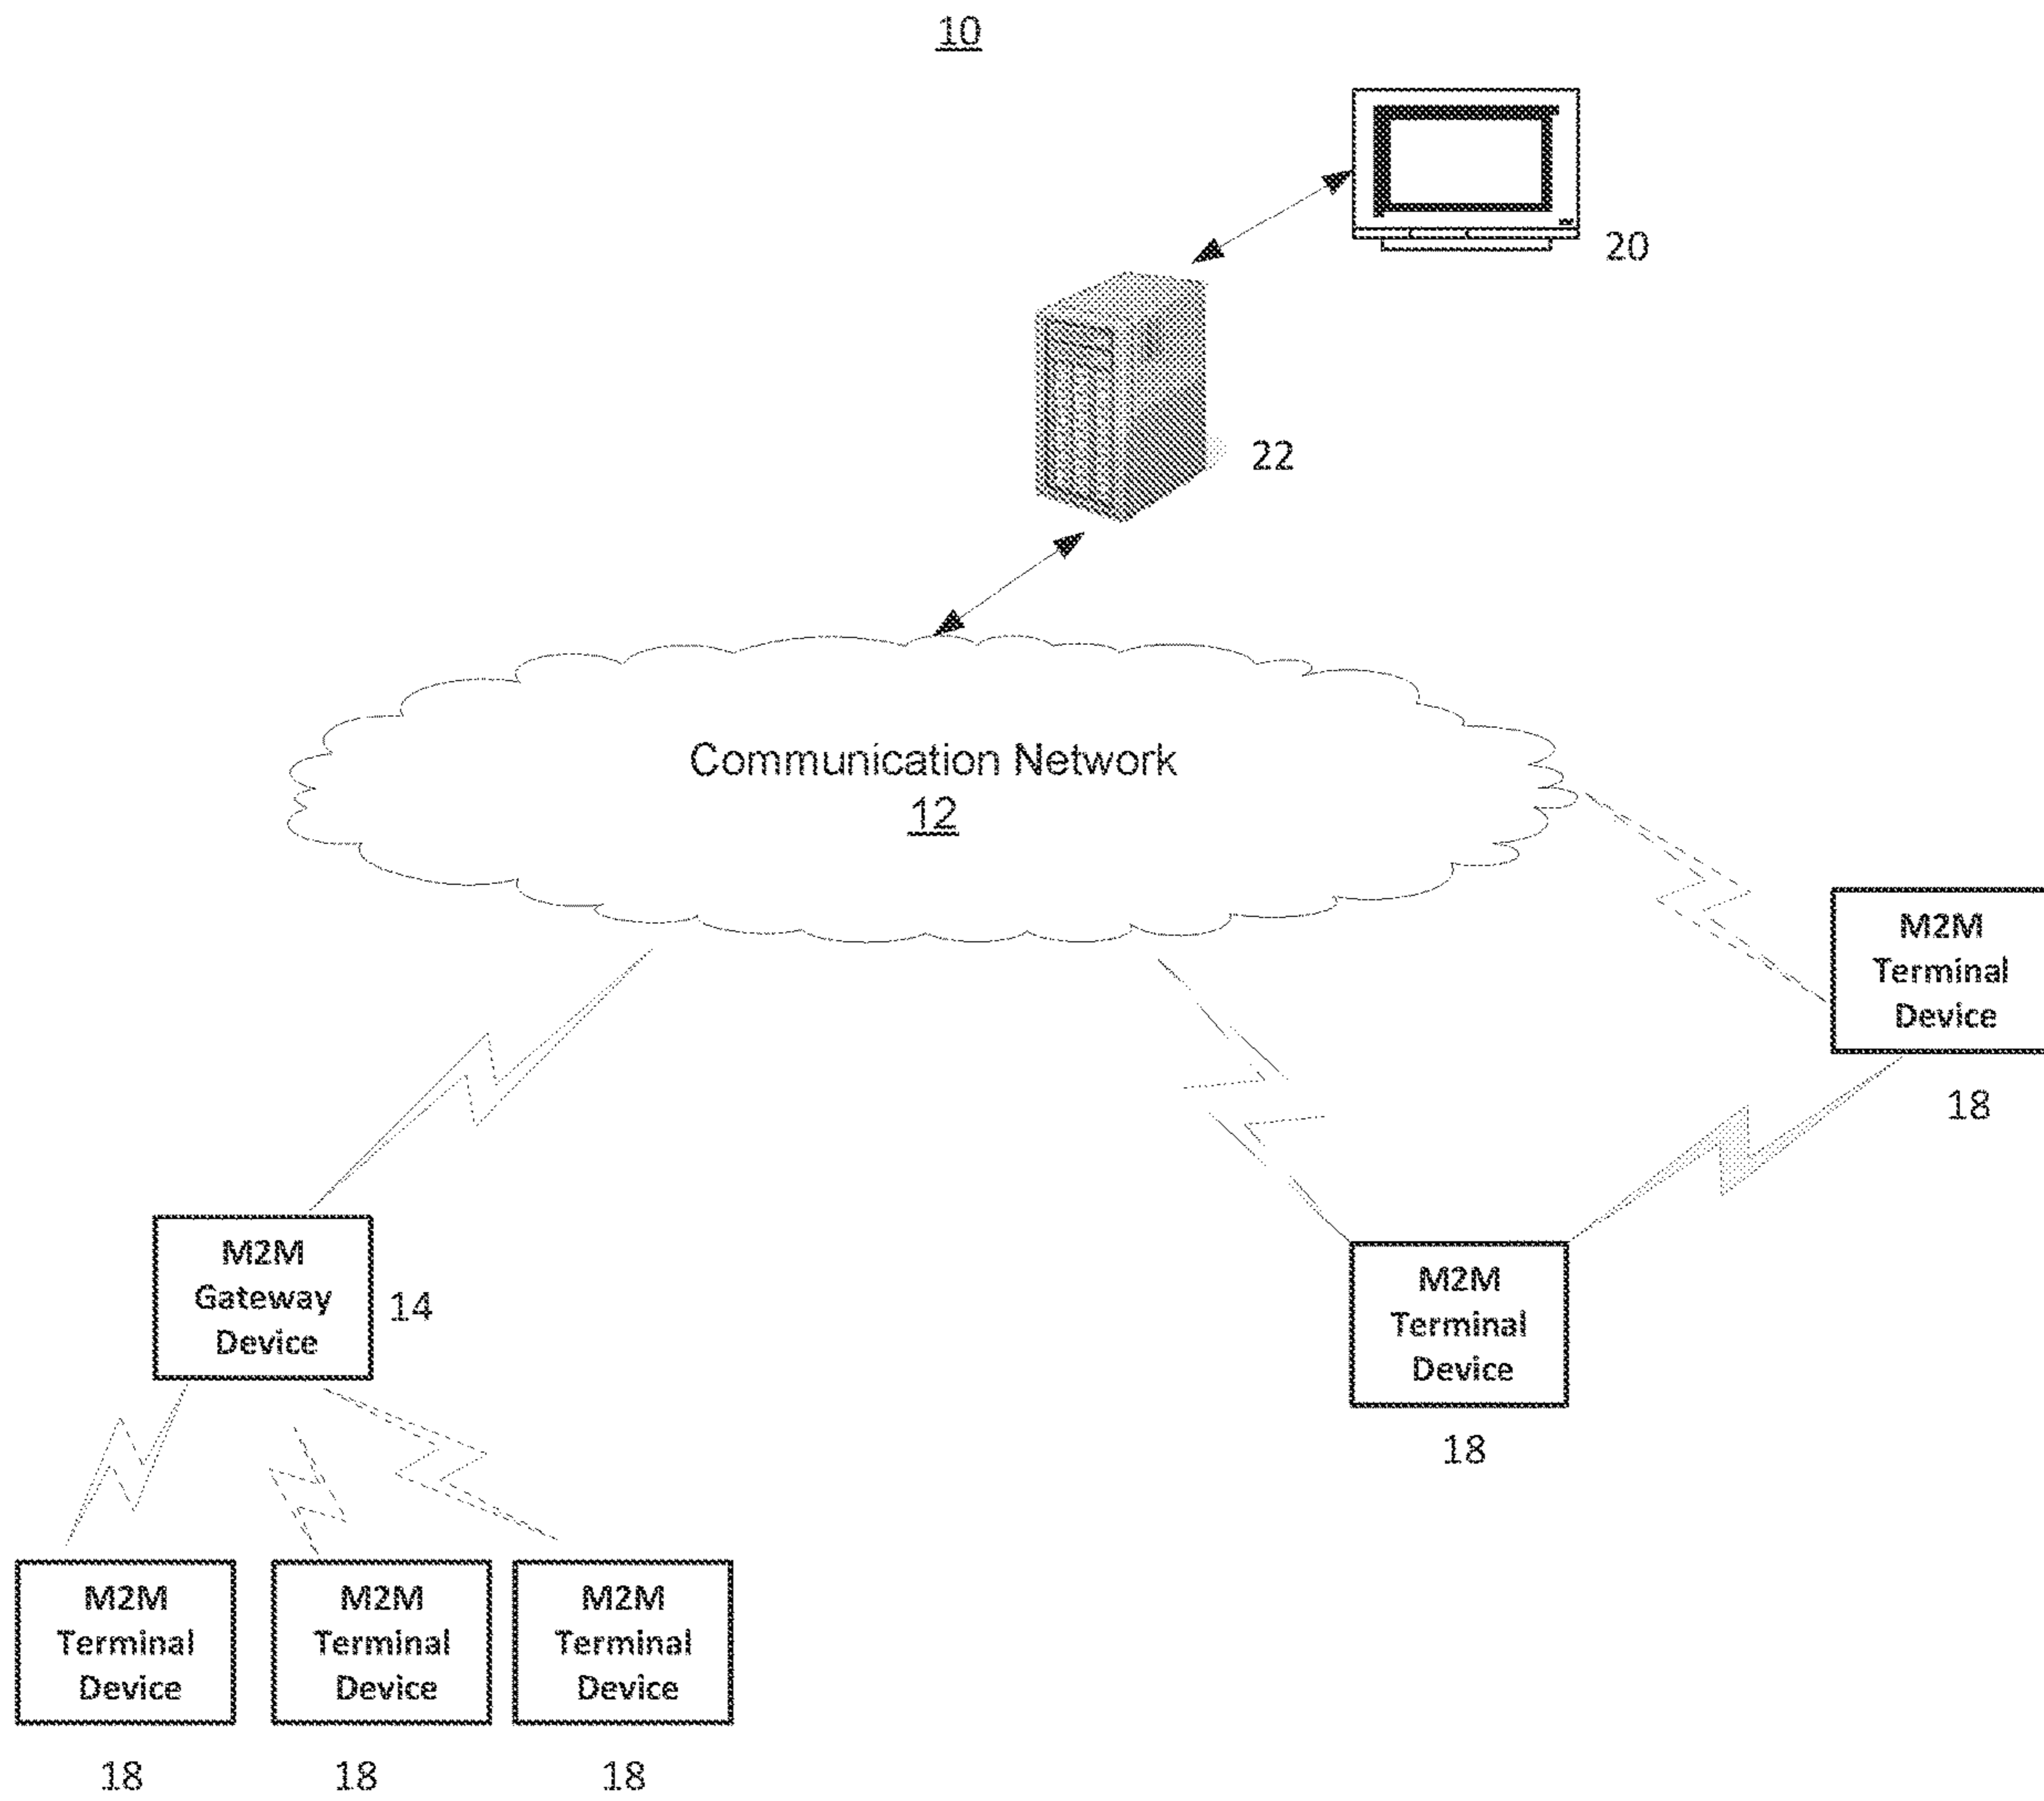 10
20
22
Communication Network
12
M2M
Terminal
Device
18
M2M
Gateway
Device
14
M2M
Terminal
Device
18
M2M
Terminal
Device
18
M2M
Terminal
Device
18
M2M
Terminal
Device
18